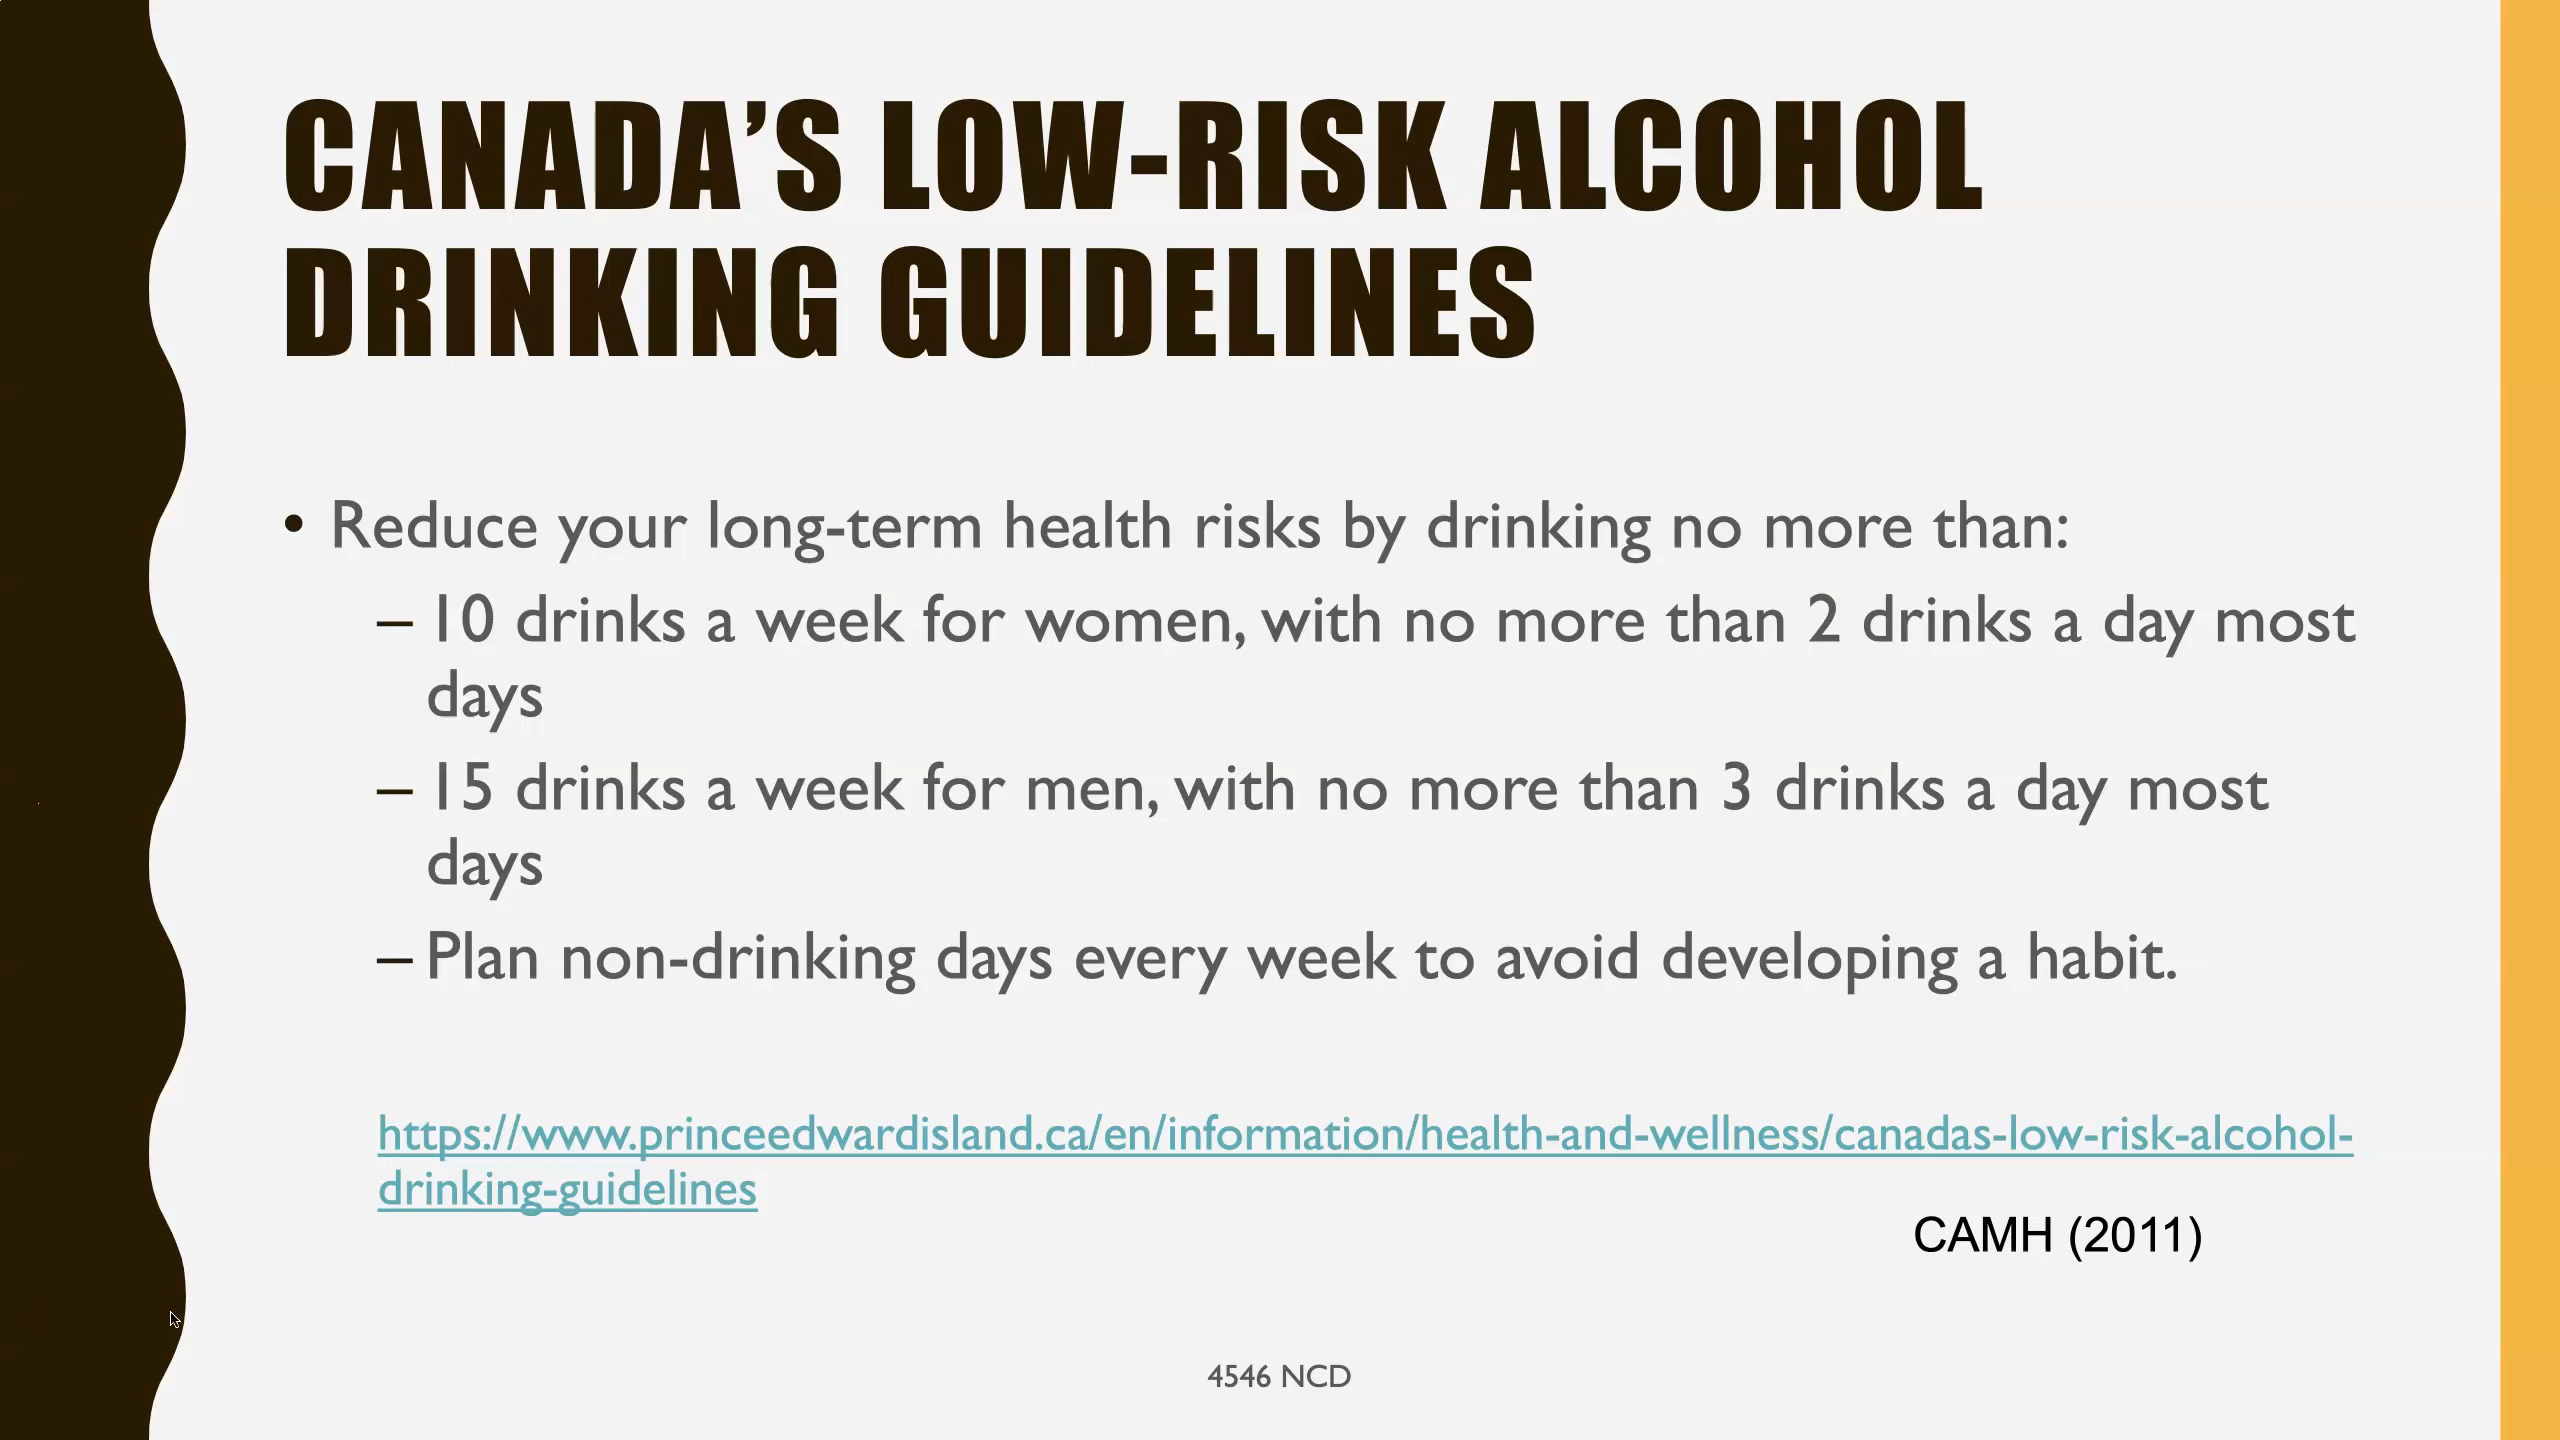 CANADA’S LOW-RISK ALCOHOL
DRINKING GUIDELINES
• Reduce your long-term health risks by drinking no more than:
– 10 drinks a week for women, with no more than 2 drinks a day most
days
– 15 drinks a week for men, with no more than 3 drinks a day most
days
– Plan non-drinking days every week to avoid developing a habit.
https://www.princeedwardisland.ca/en/information/health-and-wellness/canadas-low-risk-alcohol-
drinking-guidelines
CAMH (2011)
4546 NCD